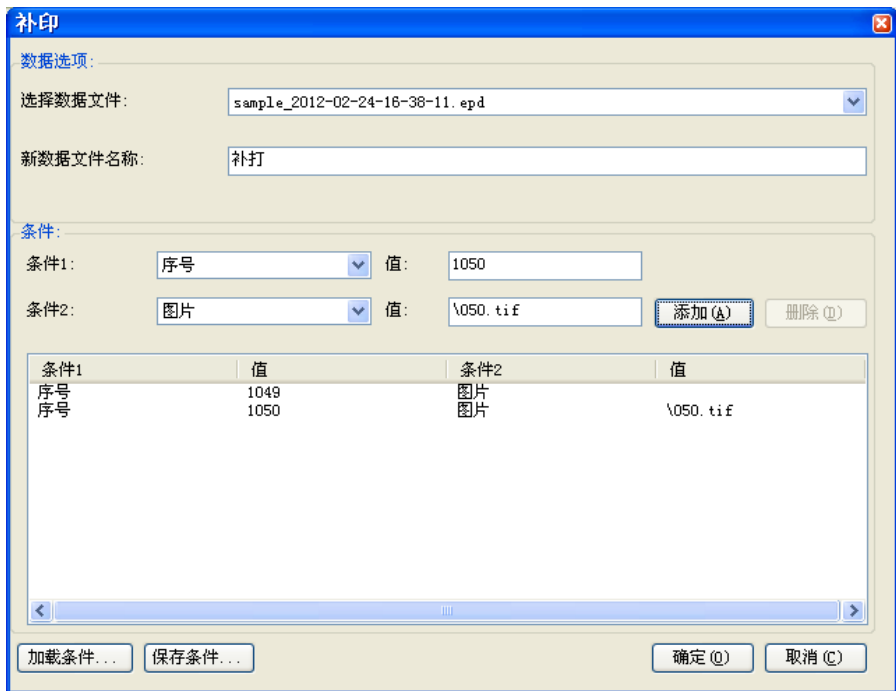 补印
数据选项:
选择数据文件: sample_2012-02-24-16-38-11.epd
新数据文件名称: 补打
条件:
条件1: 序号 值: 1050
条件2: 图片 值: \050.tif 添加(A) 删除(D)
条件1 值 条件2 值
序号 1049 图片
序号 1050 图片 \050.tif
加载条件... 保存条件... 确定(O) 取消(C)